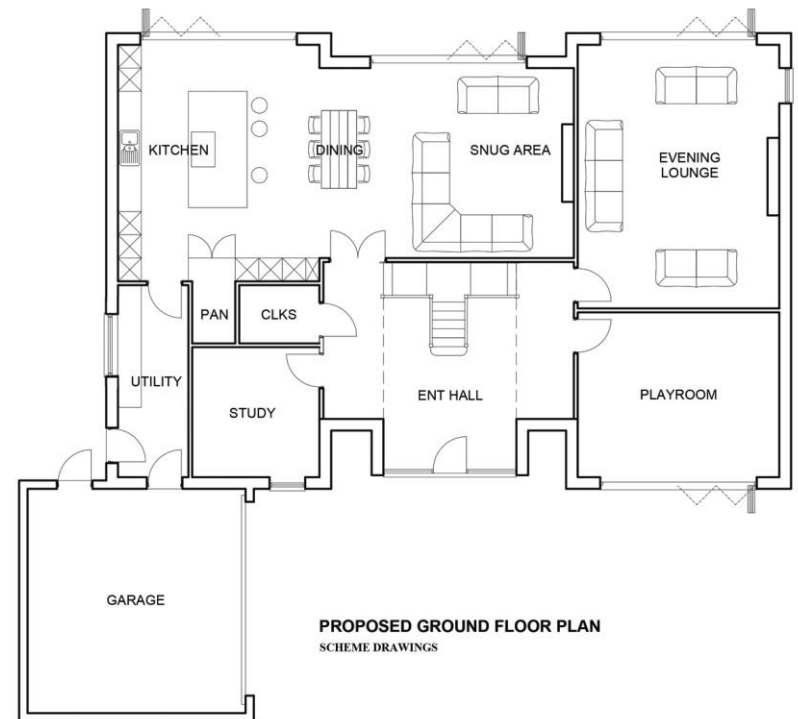 KITCHEN
DINING
SNUG AREA
EVENING
LOUNGE
PAN
CLKS
UTILITY
STUDY
ENT HALL
PLAYROOM
GARAGE
PROPOSED GROUND FLOOR PLAN
SCHEME DRAWINGS